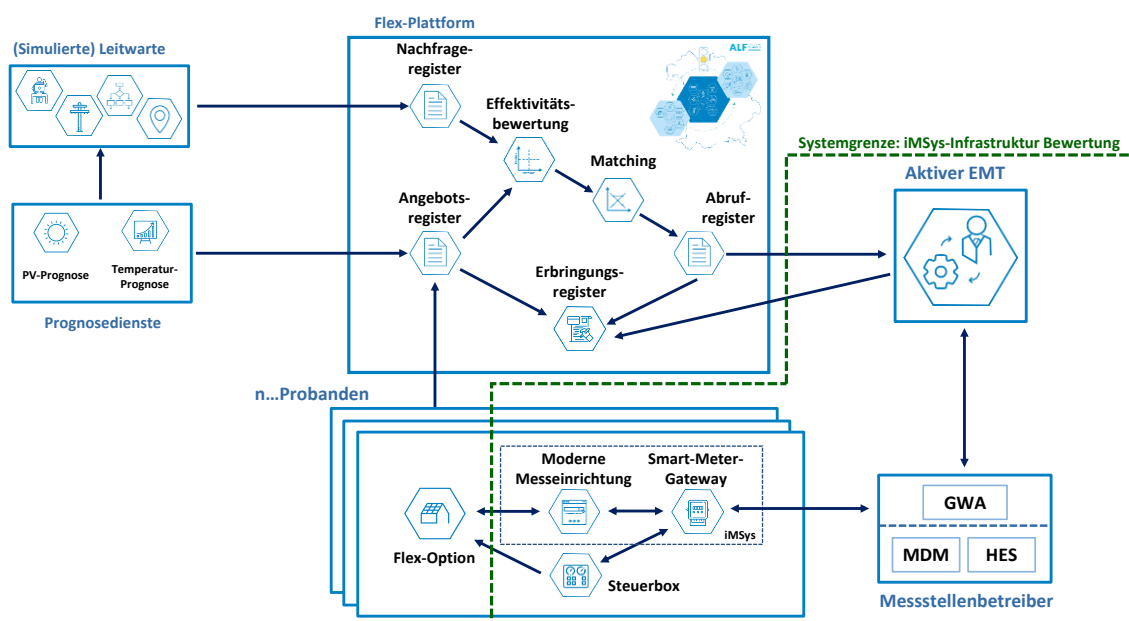 Flex-Plattform
(Simulierte) Leitwarte
Nachfrage-
register
ALF
Effektivitäts-
bewertung
Systemgrenze: iMSys-Infrastruktur Bewertung
Matching
Aktiver EMT
Angebots-
register
Abruf-
register
PV-Prognose
Temperatur-
Prognose
Erbringungs-
register
Prognosedienste
n...Probanden
Moderne
Messeinrichtung
Smart-Meter-
Gateway
GWA
iMSys
Flex-Option
MDM
HES
Steuerbox
Messstellenbetreiber